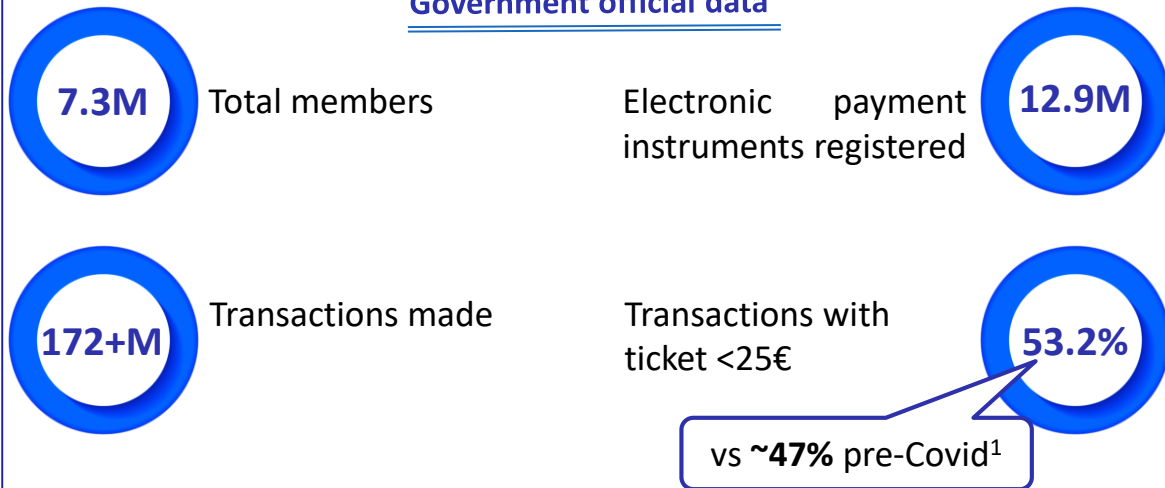 Government official data
7.3M
Total members
Electronic payment
instruments registered
12.9M
172+M
Transactions made
Transactions with
ticket <25€
53.2%
vs ~47% pre-Covid¹